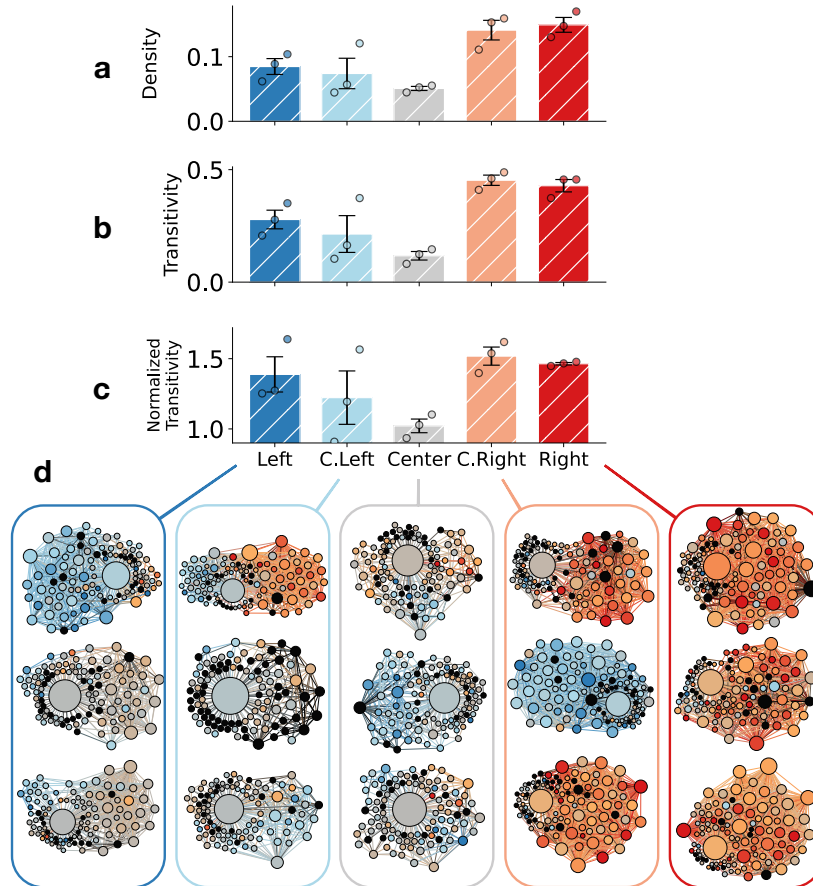 a
Density
0.1
0.0
b
Transitivity
0.5
0.0
c
Normalized
Transitivity
1.5
1.0
Left C.Left Center C.Right Right
d